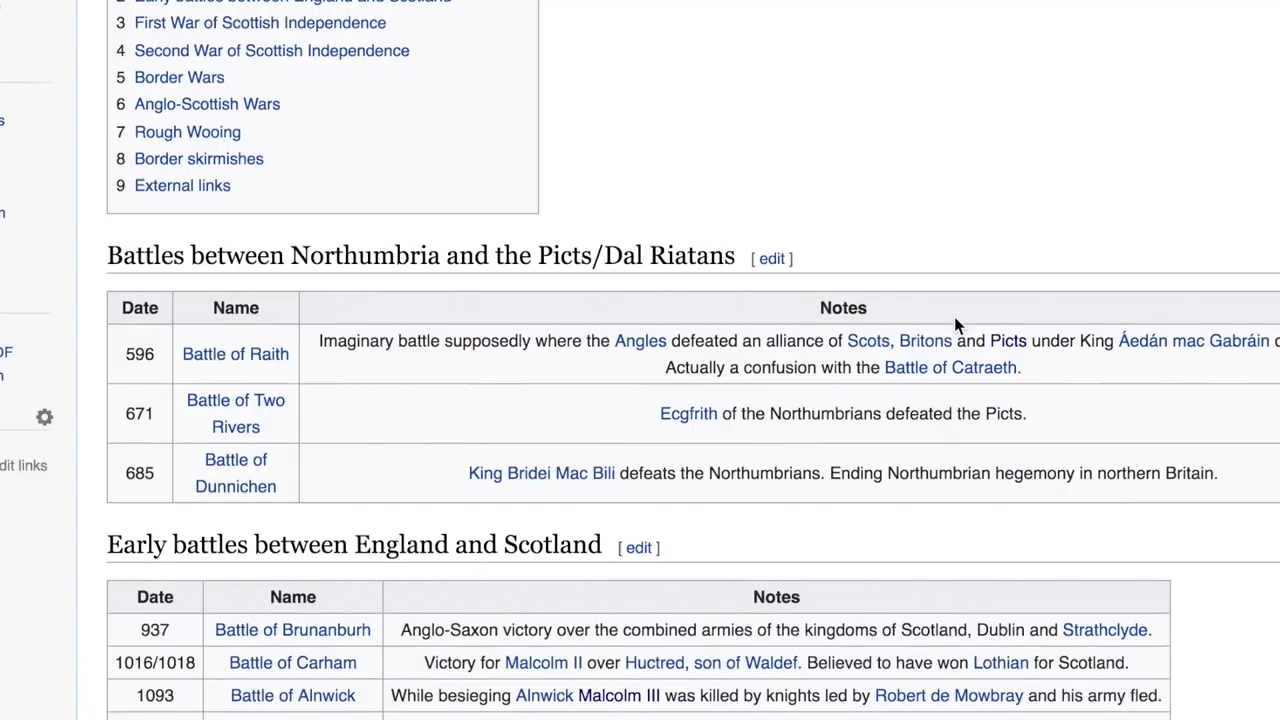 3 First War of Scottish Independence
4 Second War of Scottish Independence
5 Border Wars
6 Anglo-Scottish Wars
7 Rough Wooing
8 Border skirmishes
9 External links
dit links
Battles between Northumbria and the Picts/Dal Riatans [ edit ]
Date Name Notes
596 Battle of Raith Imaginary battle supposedly where the Angles defeated an alliance of Scots, Britons and Picts under King Áedán mac Gabráin
Actually a confusion with the Battle of Catraeth.
671 Battle of Two
Rivers Ecgfrith of the Northumbrians defeated the Picts.
685 Battle of
Dunnichen King Bridei Mac Bili defeats the Northumbrians. Ending Northumbrian hegemony in northern Britain.
Early battles between England and Scotland [ edit ]
Date Name Notes
937 Battle of Brunanburh Anglo-Saxon victory over the combined armies of the kingdoms of Scotland, Dublin and Strathclyde.
1016/1018 Battle of Carham Victory for Malcolm II over Huctred, son of Waldef. Believed to have won Lothian for Scotland.
1093 Battle of Alnwick While besieging Alnwick Malcolm III was killed by knights led by Robert de Mowbray and his army fled.